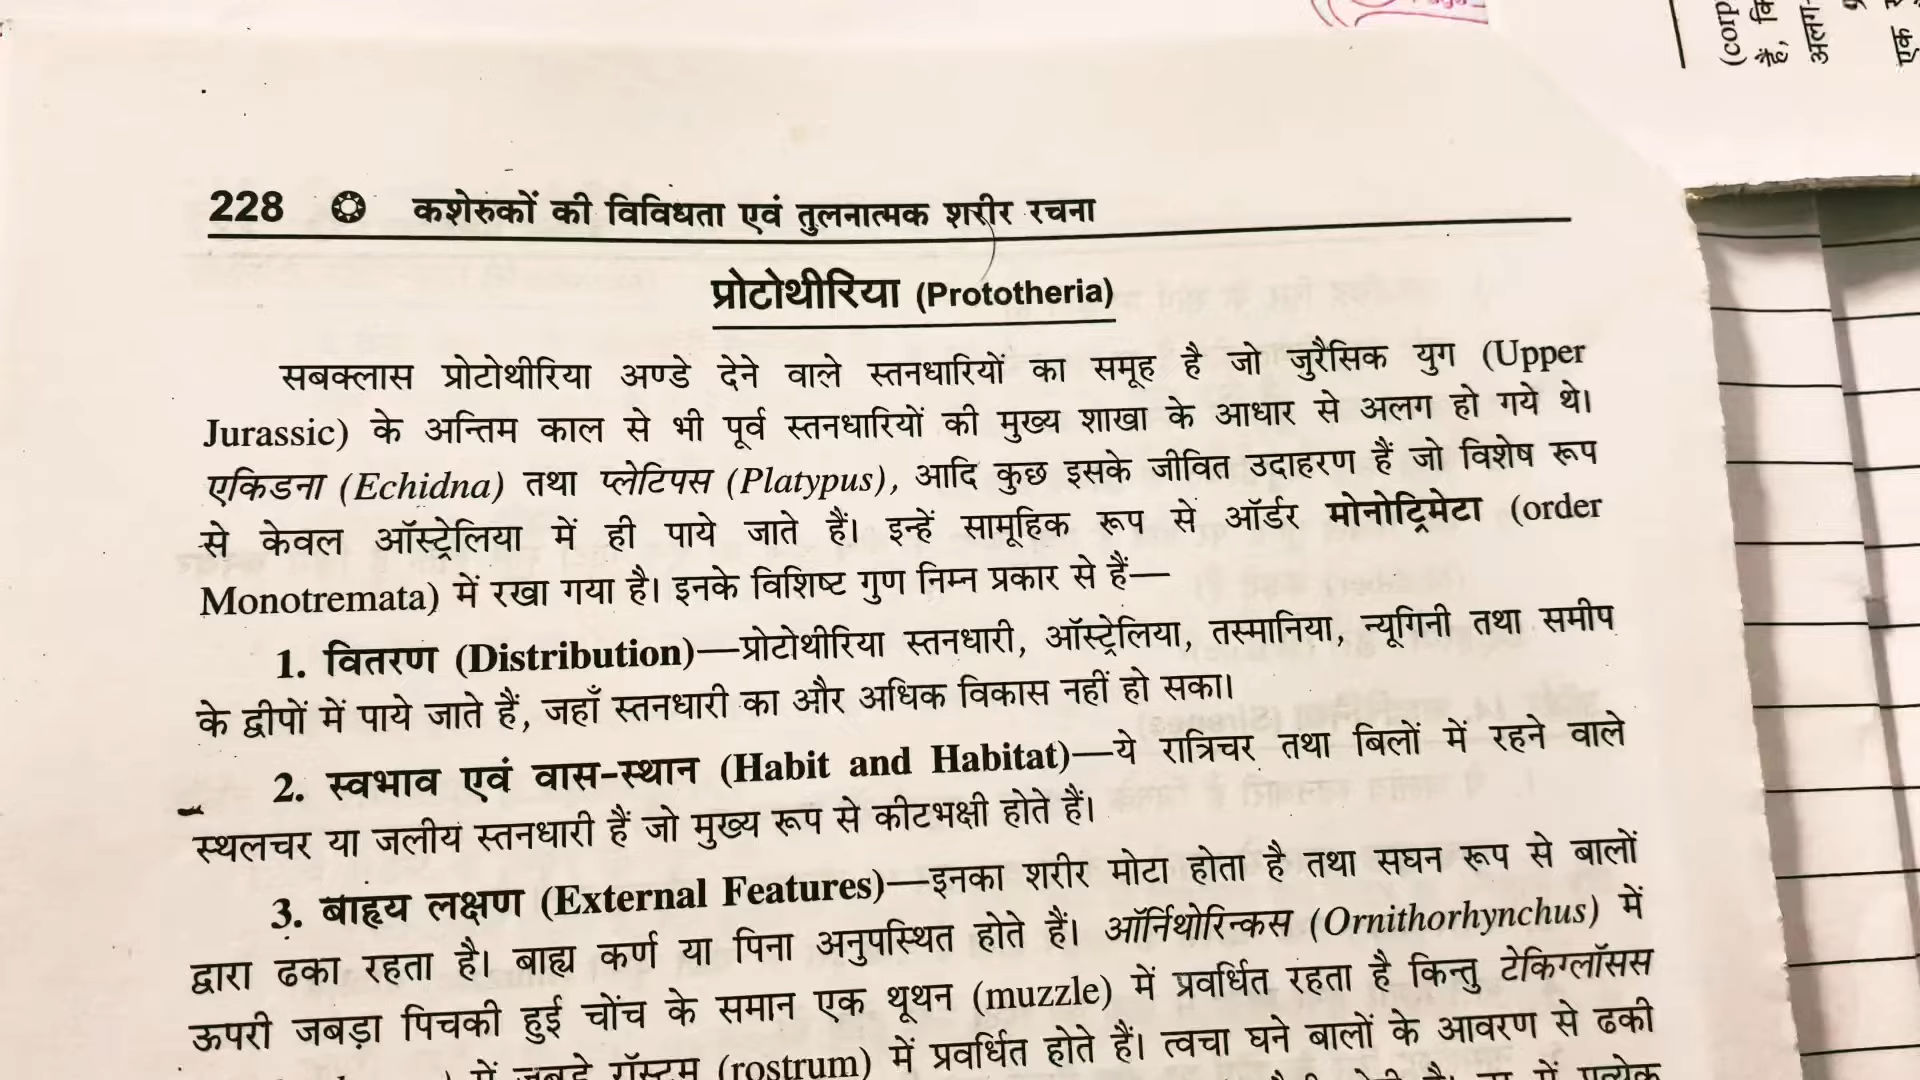 228 कशेरुकों की विविधता एवं तुलनात्मक शरीर रचना
प्रोटोथीरिया (Prototheria)
सबक्लास प्रोटोथीरिया अण्डे देने वाले स्तनधारियों का समूह है जो जुरैसिक युग (Upper
Jurassic) के अन्तिम काल से भी पूर्व स्तनधारियों की मुख्य शाखा के आधार से अलग हो गये थे।
एकिडना (Echidna) तथा प्लेटिपस (Platypus), आदि कुछ इसके जीवित उदाहरण हैं जो विशेष रूप
से केवल ऑस्ट्रेलिया में ही पाये जाते हैं। इन्हें सामूहिक रूप से ऑर्डर मोनोट्रिमेटा (order
Monotremata) में रखा गया है। इनके विशिष्ट गुण निम्न प्रकार से हैं—
1. वितरण (Distribution)—प्रोटोथीरिया स्तनधारी, ऑस्ट्रेलिया, तस्मानिया, न्यूगिनी तथा समीप
के द्वीपों में पाये जाते हैं, जहाँ स्तनधारी का और अधिक विकास नहीं हो सका।
2. स्वभाव एवं वास-स्थान (Habit and Habitat)—ये रात्रिचर तथा बिलों में रहने वाले
स्थलचर या जलीय स्तनधारी हैं जो मुख्य रूप से कीटभक्षी होते हैं।
3. बाहृय लक्षण (External Features)—इनका शरीर मोटा होता है तथा सघन रूप से बालों
द्वारा ढका रहता है। बाह्य कर्ण या पिना अनुपस्थित होते हैं। ऑर्निथोरिन्कस (Ornithorhynchus) में
ऊपरी जबड़ा पिचकी हुई चोंच के समान एक थूथन (muzzle) में प्रवर्धित रहता है किन्तु टेकिग्लॉसस
में जबड़े रॉस्ट्रम (rostrum) में प्रवर्धित होते हैं। त्वचा घने बालों के आवरण से ढकी
में प्रत्येक
(corp
हैं, कि
अलग-
एक